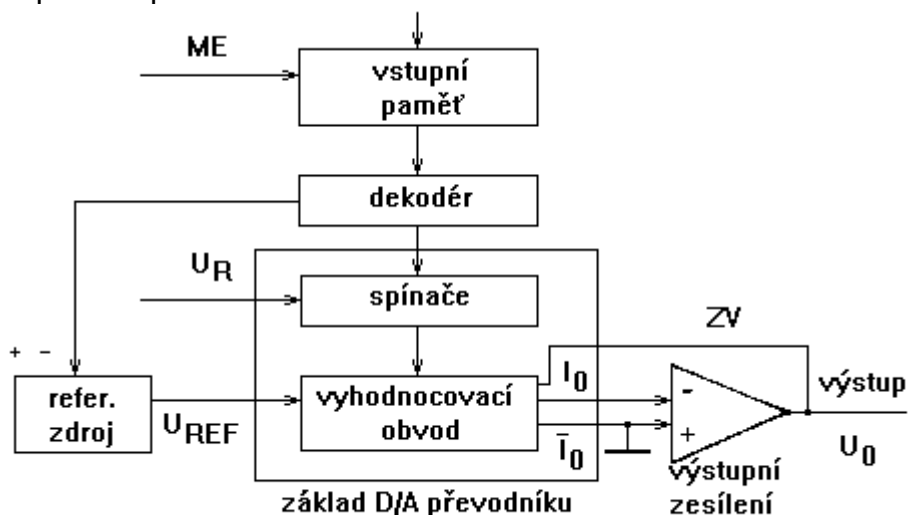 ME
vstupní
paměť
dekodér
U_R
spínače
ZV
+ -
refer.
zdroj
U_REF
vyhodnocovací
obvod
I_0
Ī_0
-
+
výstup
U_0
výstupní
zesílení
základ D/A převodníku